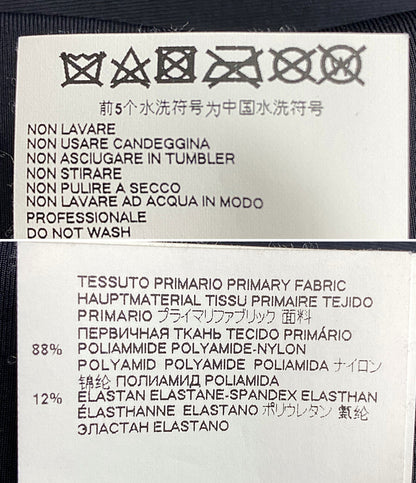 前5个水洗符号为中国水洗符号
NON LAVARE
NON USARE CANDEGGINA
NON ASCIUGARE IN TUMBLER
NON STIRARE
NON PULIRE A SECCO
NON LAVARE AD ACQUA IN MODO
PROFESSIONALE
DO NOT WASH
TESSUTO PRIMARIO PRIMARY FABRIC
HAUPTMATERIAL TISSU PRIMAIRE TEJIDO
PRIMARIO プライマリファブリック 面料
ПЕРВИЧНАЯ ТКАНЬ TECIDO PRIMÁRIO
88% POLIAMMIDE POLYAMIDE-NYLON
POLYAMID POLYAMIDE POLIAMIDA ナイロン
锦纶 ПОЛИАМИД POLIAMIDA
12% ELASTAN ELASTANE-SPANDEX ELASTHAN
ÉLASTHANNE ELASTANO ポリウレタン 氨纶
ЭЛАСТАН ELASTANO